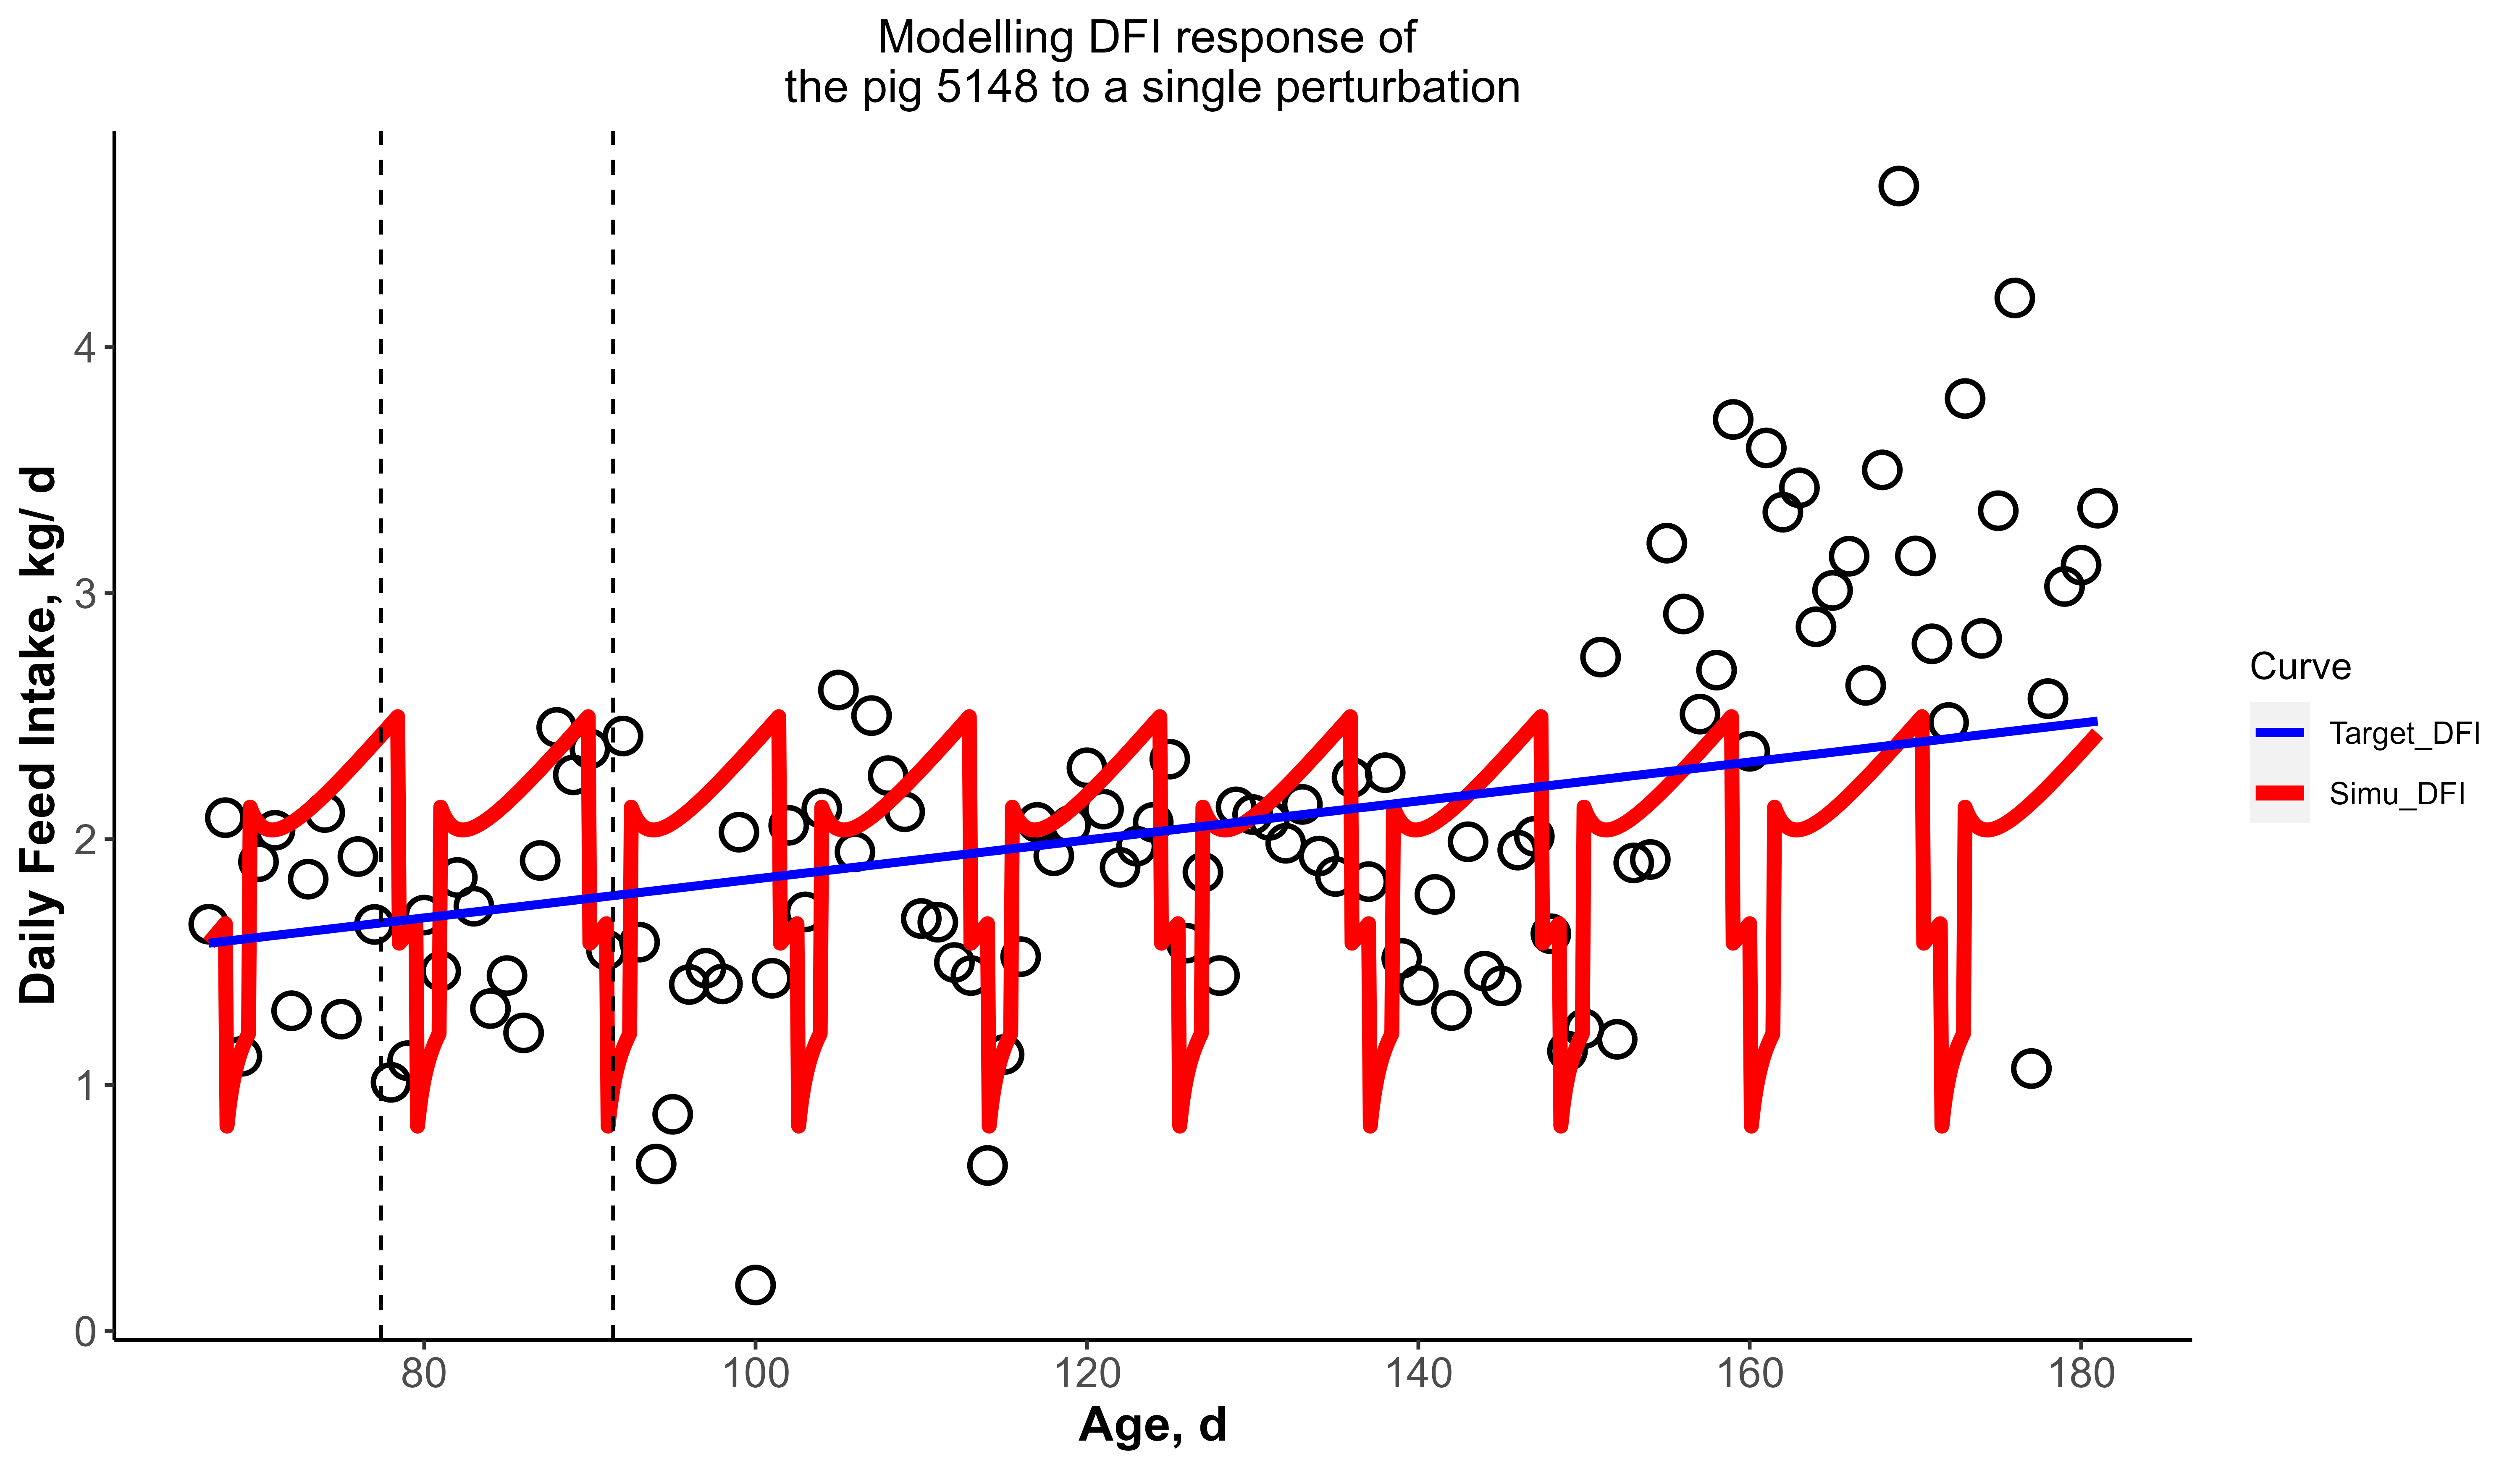 Modelling DFI response of
the pig 5148 to a single perturbation
Daily Feed Intake, kg/ d
4
3
2
1
0
80 100 120 140 160 180
Age, d
Curve
Target_DFI
Simu_DFI